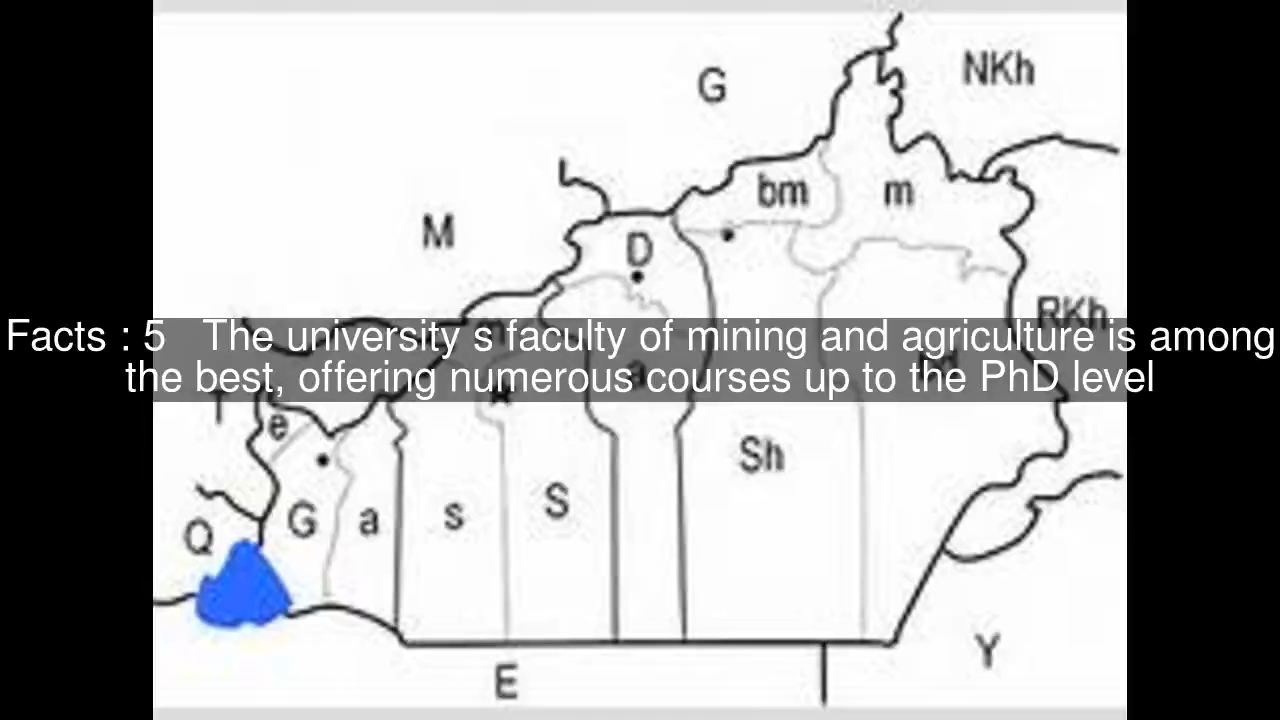 NKh
G
bm
m
M
D
RKh
Facts : 5   The university s faculty of mining and agriculture is among
the best, offering numerous courses up to the PhD level
T
e
Sh
G
a
s
S
Q
E
Y